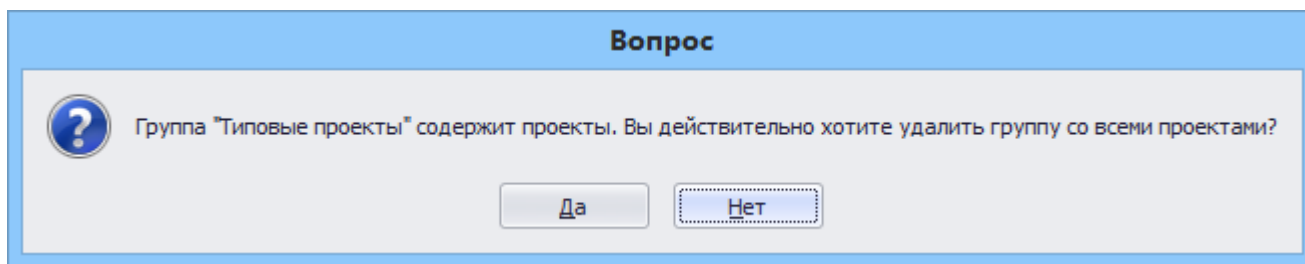 Вопрос
Группа "Типовые проекты" содержит проекты. Вы действительно хотите удалить группу со всеми проектами?
Да
Нет